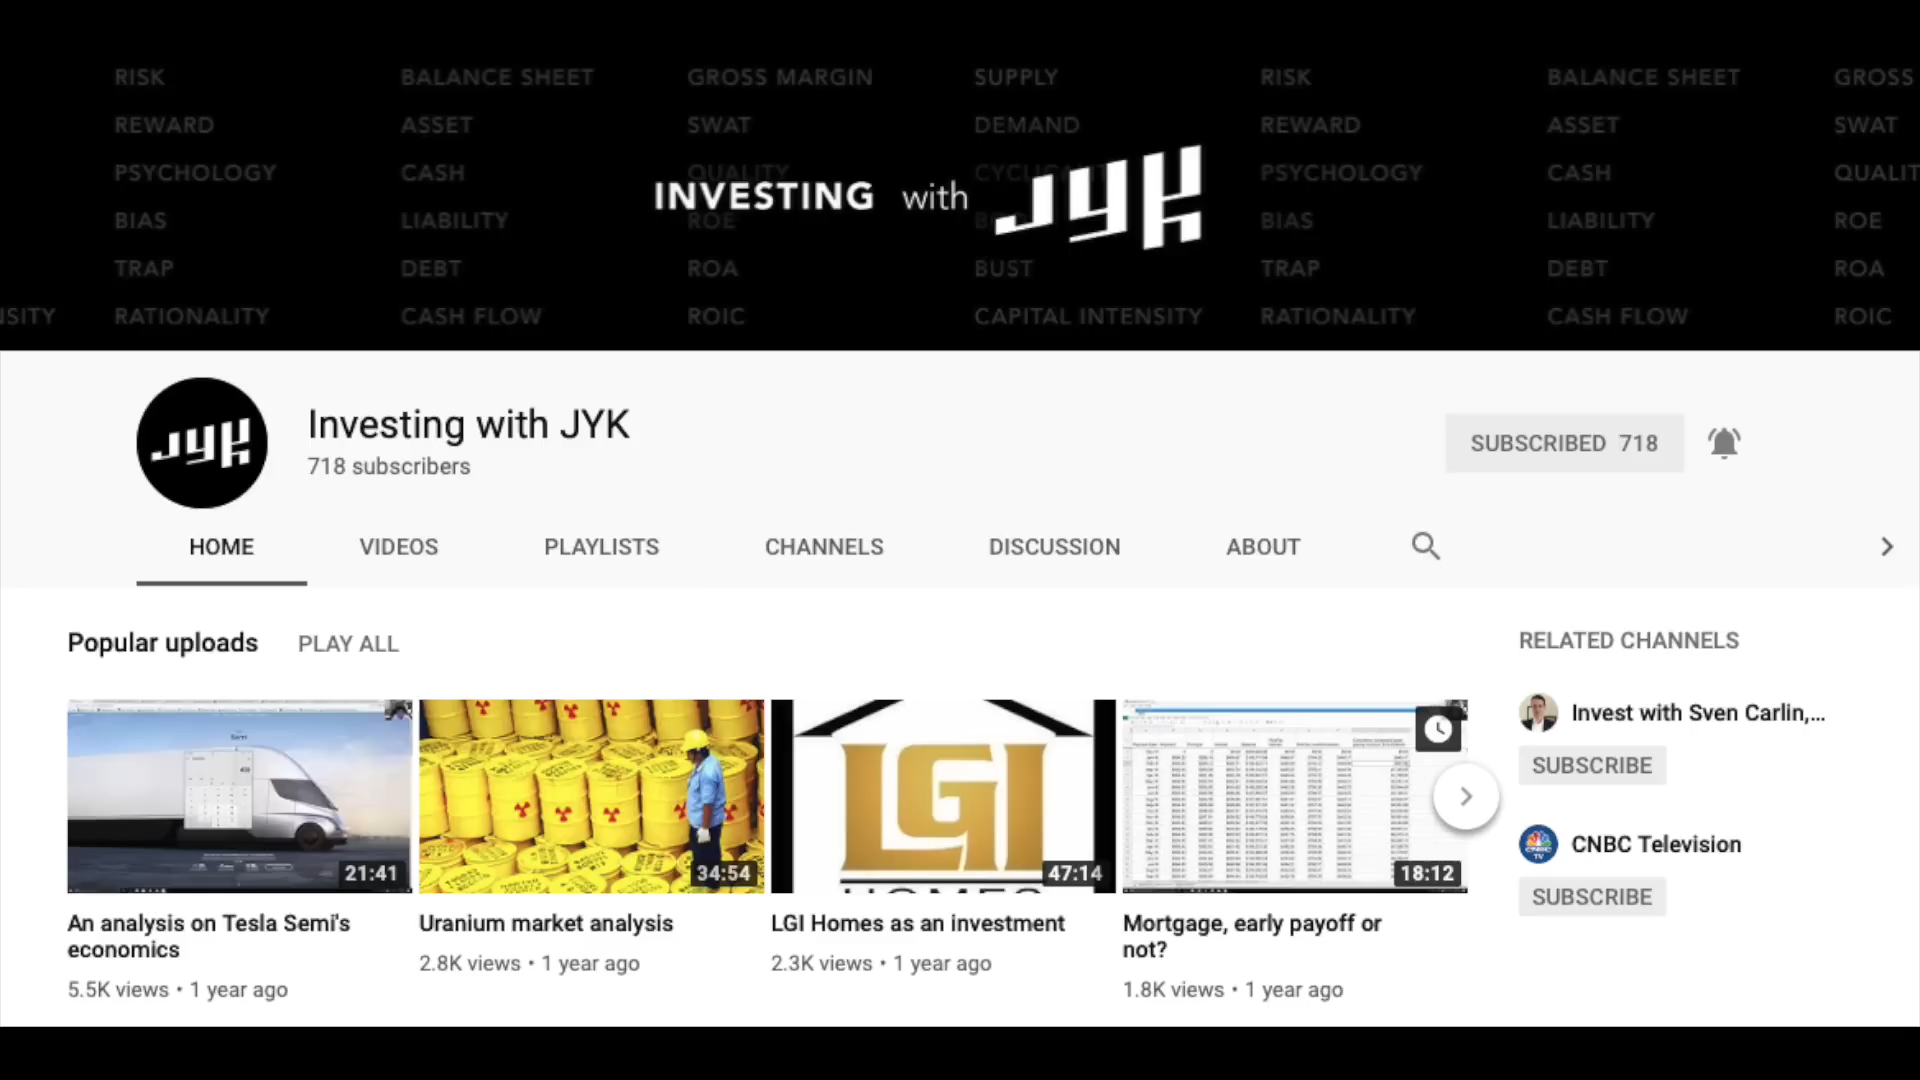 RISK BALANCE SHEET GROSS MARGIN SUPPLY RISK BALANCE SHEET GROSS
REWARD ASSET SWAT DEMAND REWARD ASSET SWAT
PSYCHOLOGY CASH QUALITY PSYCHOLOGY CASH QUALIT
INVESTING with JYK
BIAS LIABILITY ROE BIAS LIABILITY ROE
TRAP DEBT ROA BUST TRAP DEBT ROA
NSITY RATIONALITY CASH FLOW ROIC CAPITAL INTENSITY RATIONALITY CASH FLOW ROIC
JYK
Investing with JYK
718 subscribers
SUBSCRIBED 718
HOME VIDEOS PLAYLISTS CHANNELS DISCUSSION ABOUT
Popular uploads PLAY ALL
21:41
34:54
LGI
HOMES
47:14
18:12
An analysis on Tesla Semi's
economics
5.5K views • 1 year ago
Uranium market analysis
2.8K views • 1 year ago
LGI Homes as an investment
2.3K views • 1 year ago
Mortgage, early payoff or
not?
1.8K views • 1 year ago
RELATED CHANNELS
Invest with Sven Carlin,...
SUBSCRIBE
CNBC Television
SUBSCRIBE